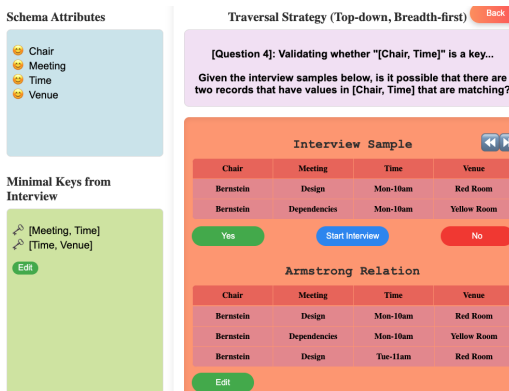 Schema Attributes
Chair
Meeting
Time
Venue
Minimal Keys from
Interview
[Meeting, Time]
[Time, Venue]
Edit
Traversal Strategy (Top-down, Breadth-first)
Back
[Question 4]: Validating whether "[Chair, Time]" is a key...
Given the interview samples below, is it possible that there are
two records that have values in [Chair, Time] that are matching?
Interview Sample
Chair Meeting Time Venue
Bernstein Design Mon-10am Red Room
Bernstein Dependencies Mon-10am Yellow Room
Yes Start Interview No
Armstrong Relation
Chair Meeting Time Venue
Bernstein Design Mon-10am Red Room
Bernstein Dependencies Mon-10am Yellow Room
Bernstein Design Tue-11am Red Room
Edit